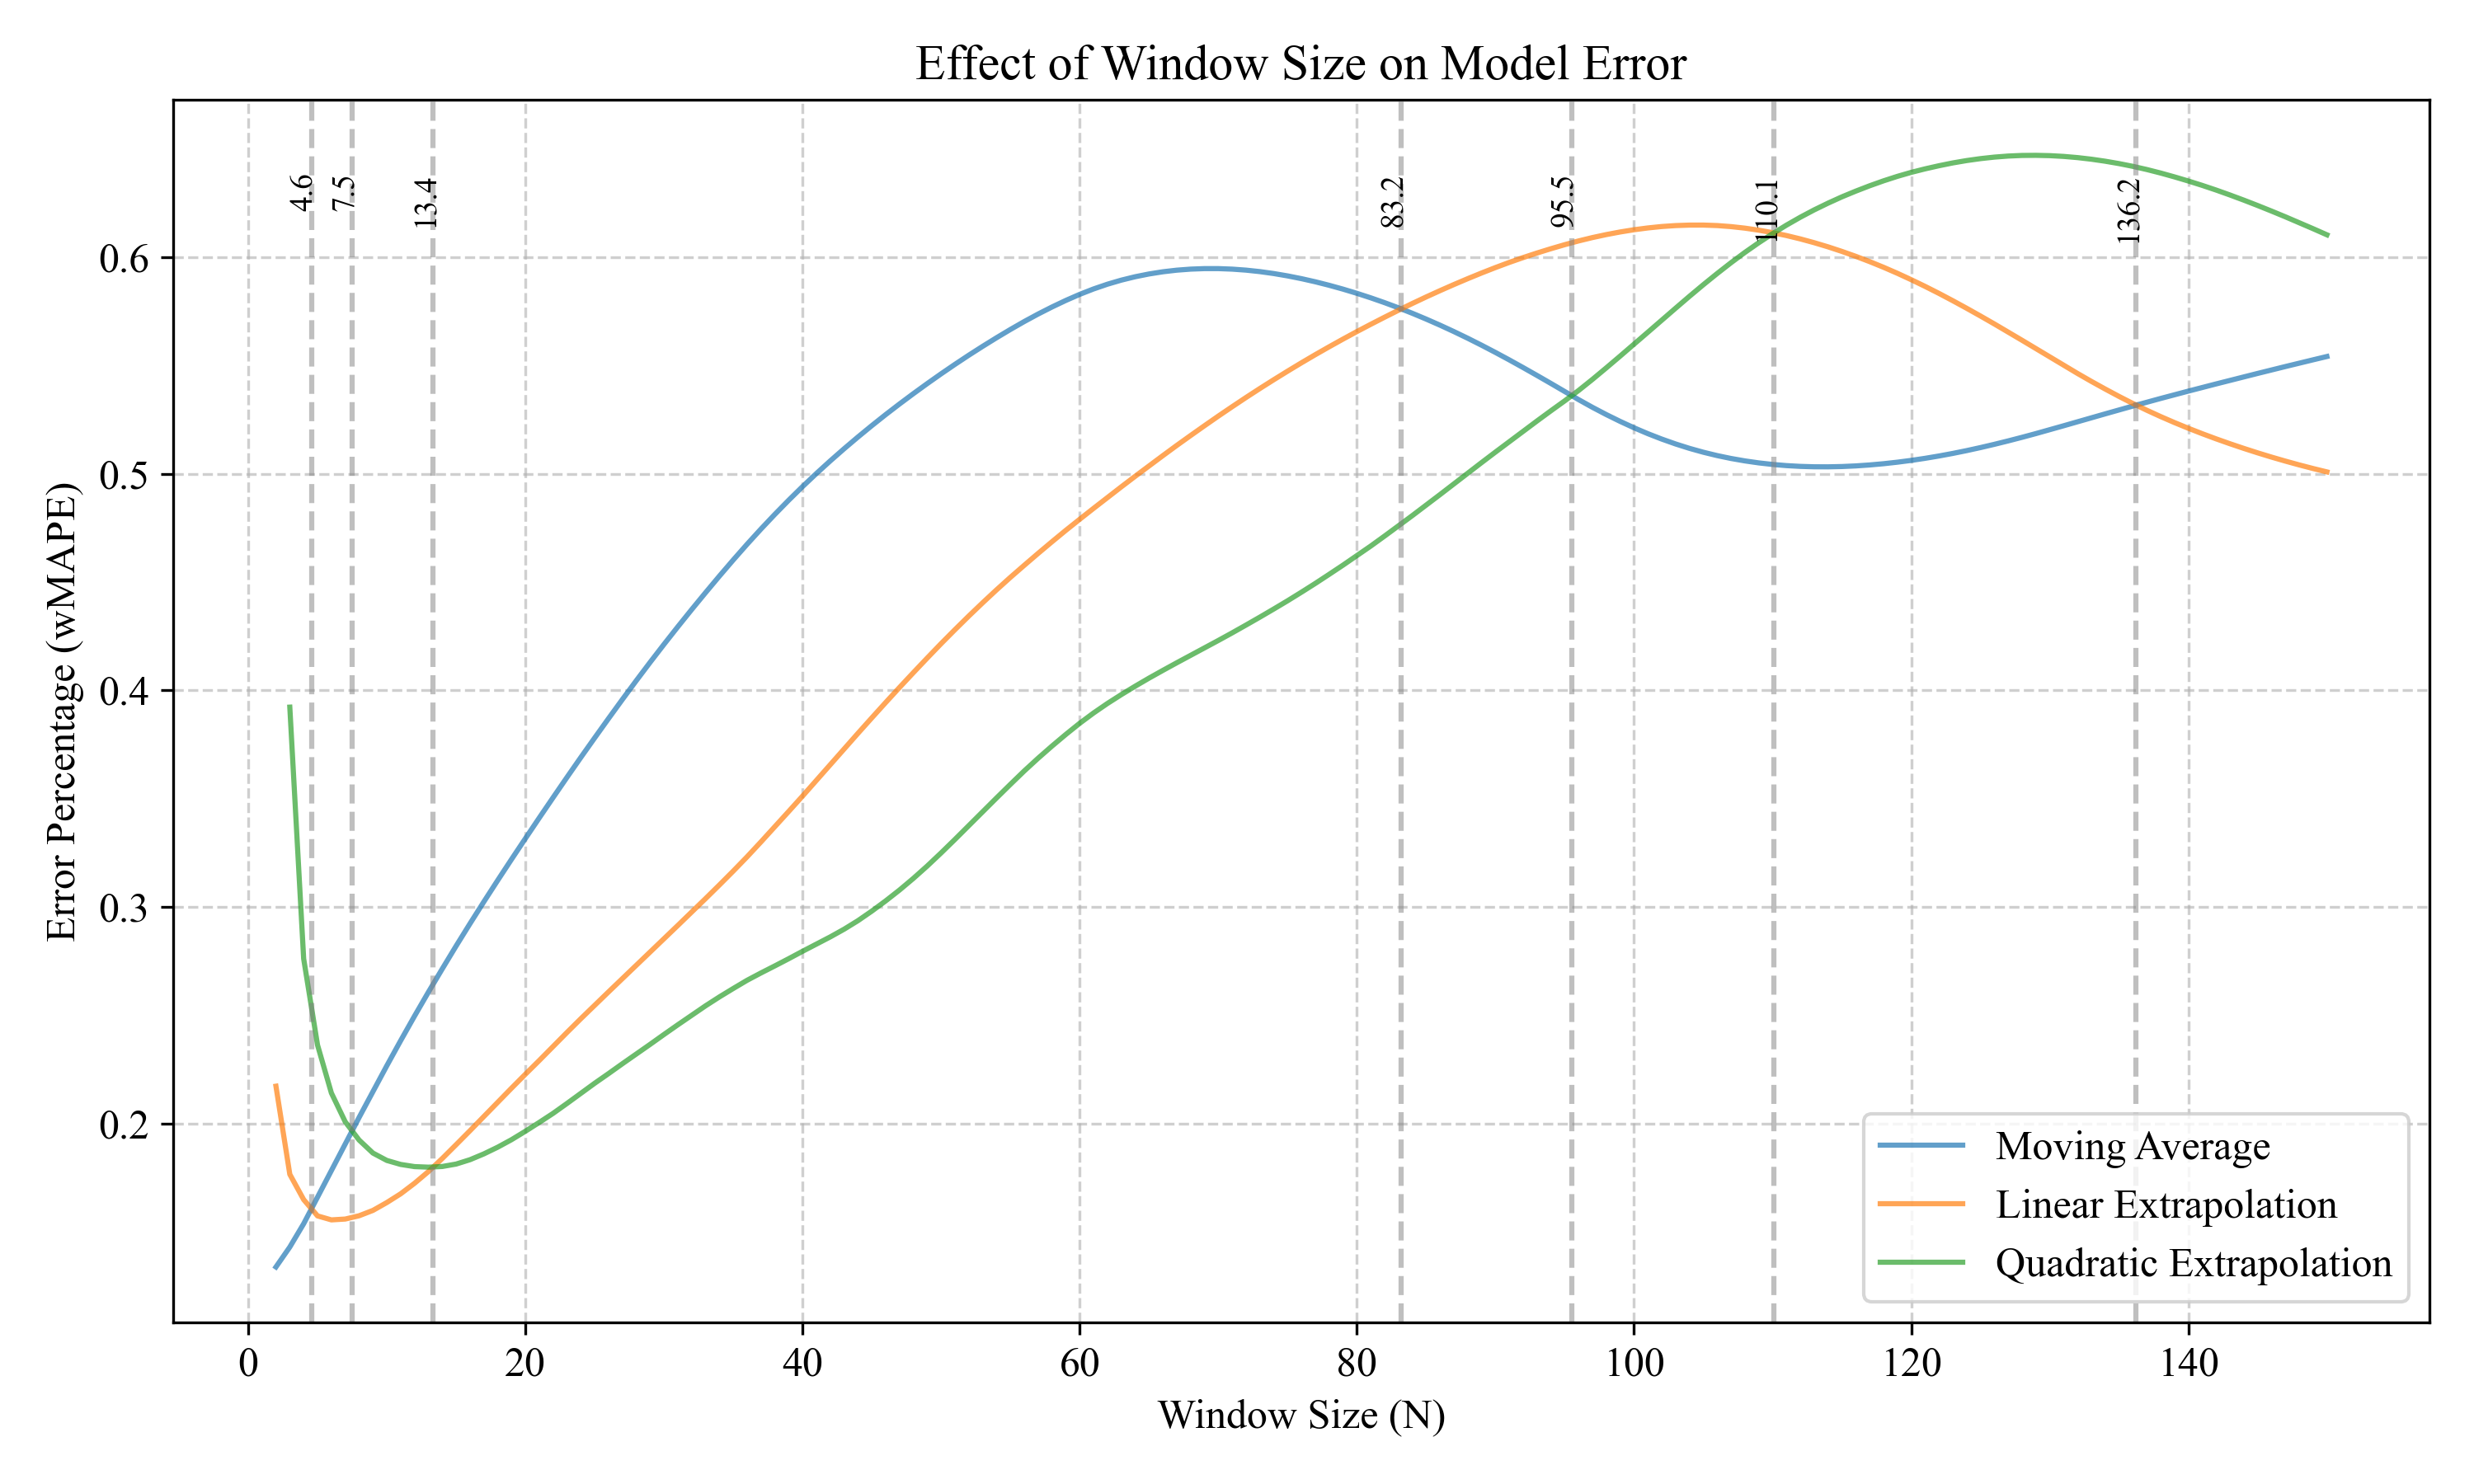 Effect of Window Size on Model Error
4.6
7.5
13.4
83.2
95.5
110.1
136.2
0.6
0.5
0.4
0.3
0.2
Error Percentage (wMAPE)
Moving Average
Linear Extrapolation
Quadratic Extrapolation
0 20 40 60 80 100 120 140
Window Size (N)